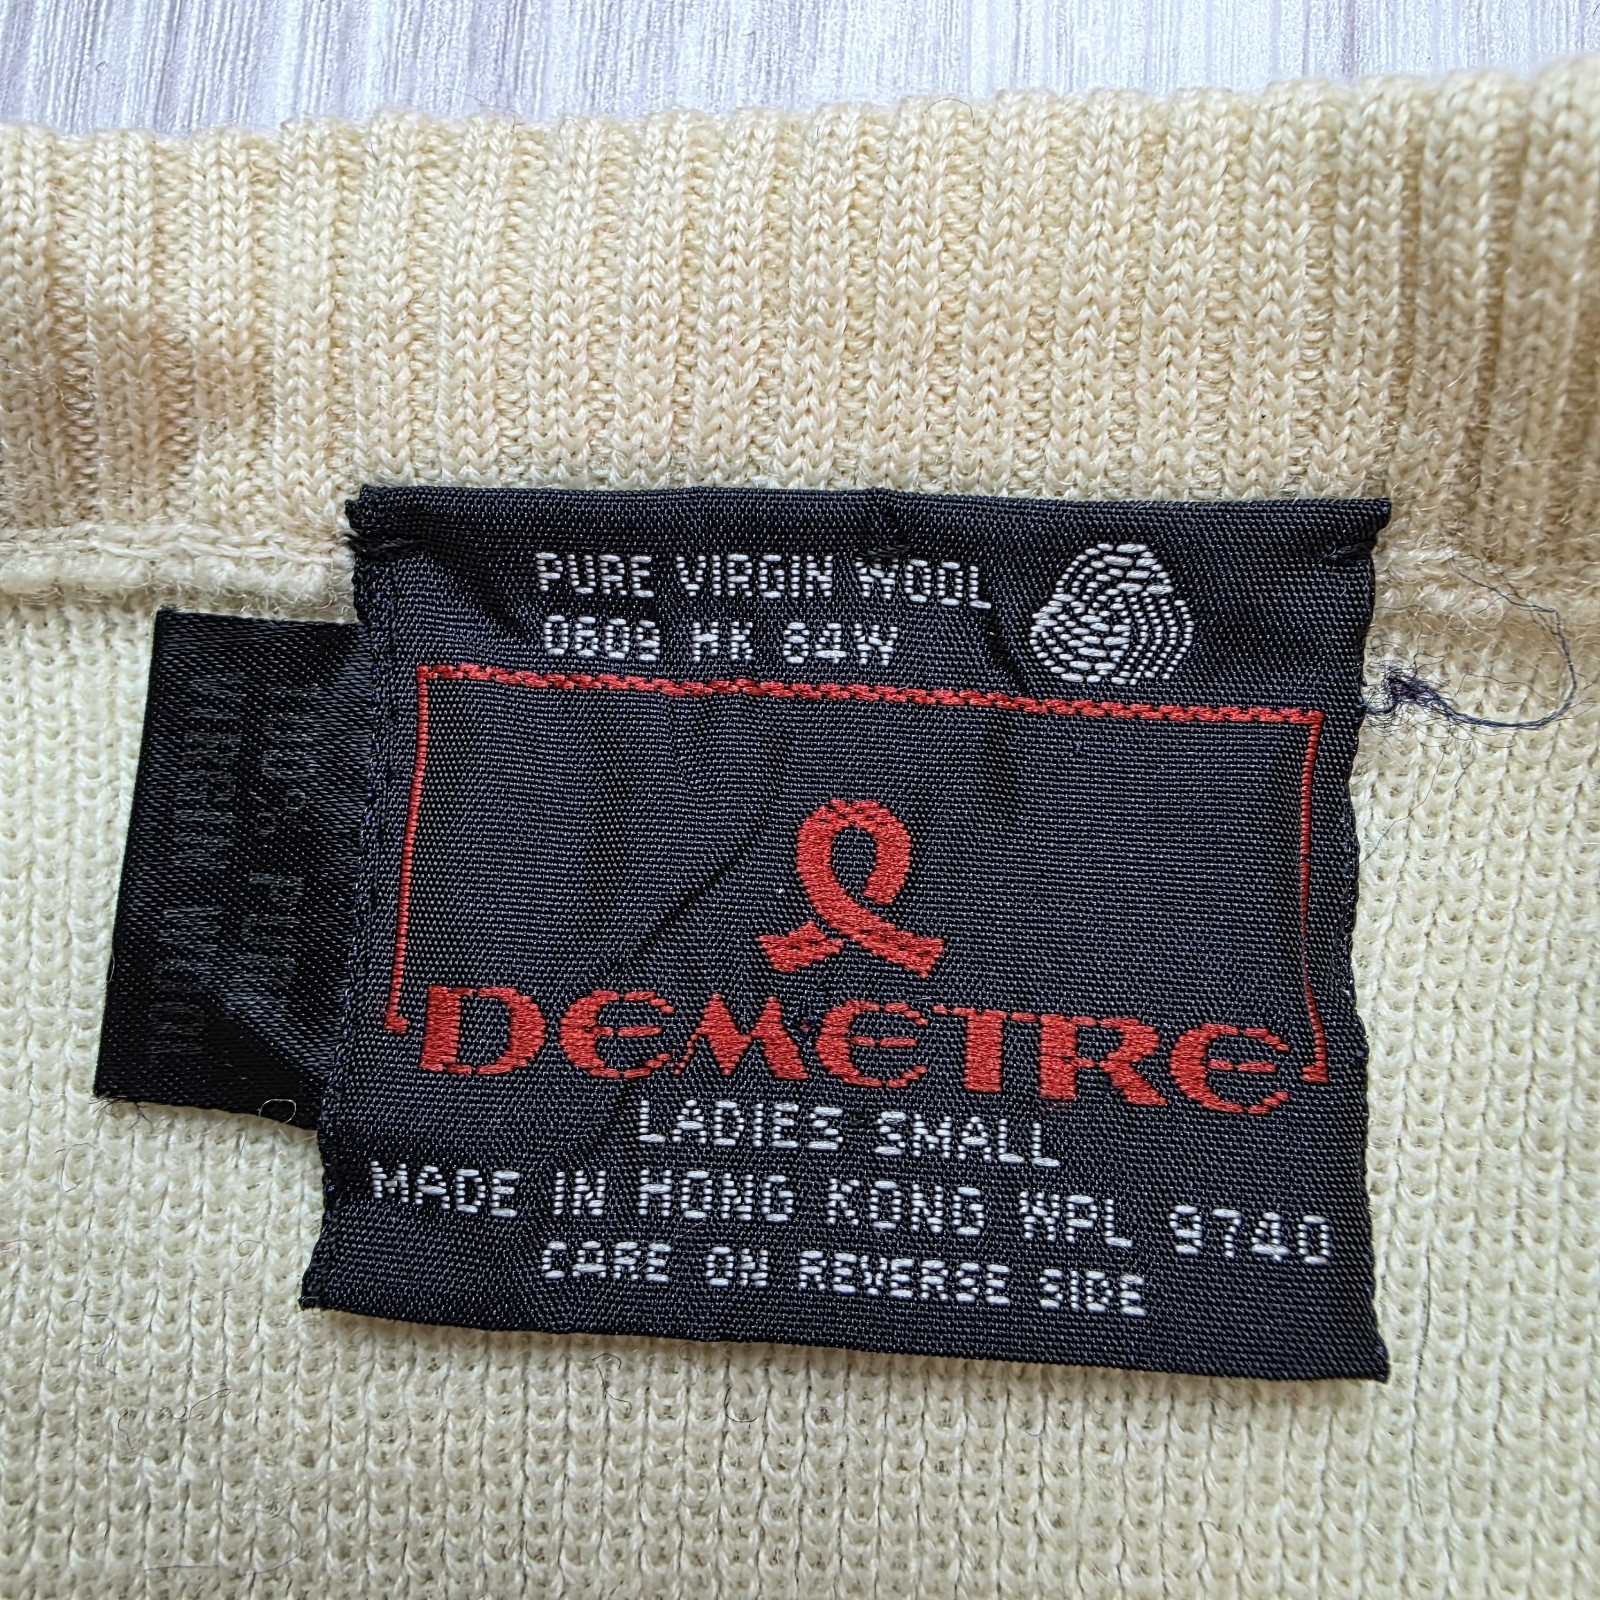 PURE VIRGIN WOOL
0609 HK 84W
DEMETRE
LADIES SMALL
MADE IN HONG KONG WPL 9740
CARE ON REVERSE SIDE